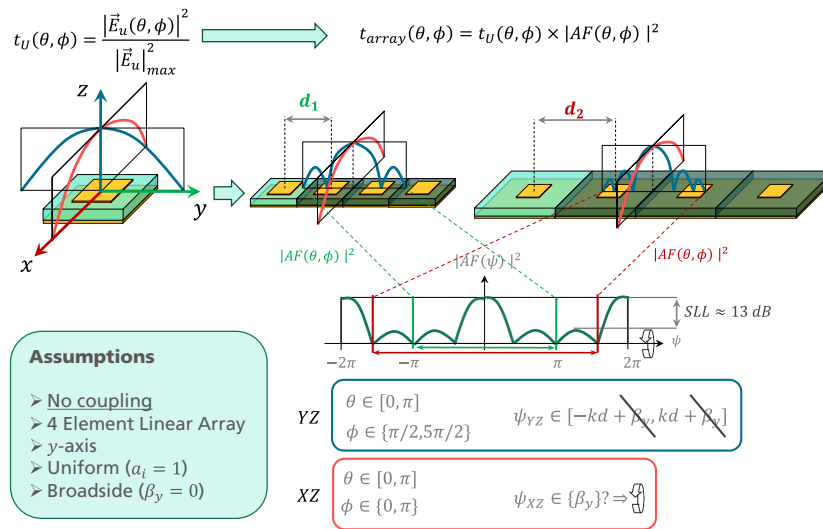 t_U(θ, ϕ) = |E⃗_u(θ, ϕ)|² / |E⃗_u|²_max
t_array(θ, ϕ) = t_U(θ, ϕ) × |AF(θ, ϕ) |²
z
d₁
d₂
y
x
|AF(θ, ϕ) |²
|AF(ψ) |²
|AF(θ, ϕ) |²
SLL ≈ 13 dB
−2π
−π
π
2π
ψ
Assumptions
➢ No coupling
➢ 4 Element Linear Array
➢ y-axis
➢ Uniform (a_i = 1)
➢ Broadside (β_y = 0)
YZ
θ ∈ [0, π]
ϕ ∈ {π/2,5π/2}
ψ_YZ ∈ [−kd + β_y, kd + β_y]
XZ
θ ∈ [0, π]
ϕ ∈ {0, π}
ψ_XZ ∈ {β_y}? ⇒